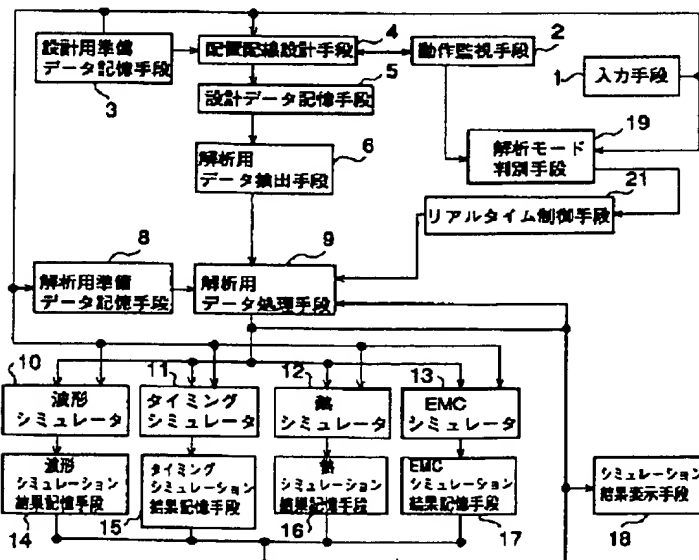 設計用準備
データ記憶手段
3
配置配線設計手段
4
動作監視手段
2
1
入力手段
5
設計データ記憶手段
6
解析用
データ抽出手段
19
解析モード
判別手段
21
リアルタイム制御手段
8
解析用準備
データ記憶手段
9
解析用
データ処理手段
10
波形
シミュレータ
11
タイミング
シミュレータ
12
熱
シミュレータ
13
EMC
シミュレータ
波形
シミュレーション
結果記憶手段
14
タイミング
シミュレーション
結果記憶手段
15
熱
シミュレーション
結果記憶手段
16
EMC
シミュレーション
結果記憶手段
17
シミュレーション
結果表示手段
18